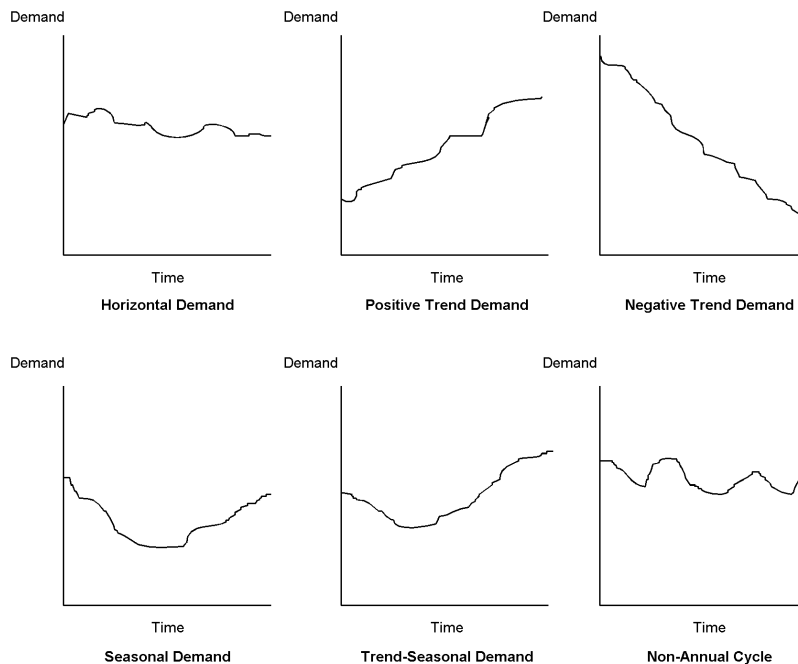 Demand
Demand
Demand
Time
Time
Time
Horizontal Demand
Positive Trend Demand
Negative Trend Demand
Demand
Demand
Demand
Time
Time
Time
Seasonal Demand
Trend-Seasonal Demand
Non-Annual Cycle